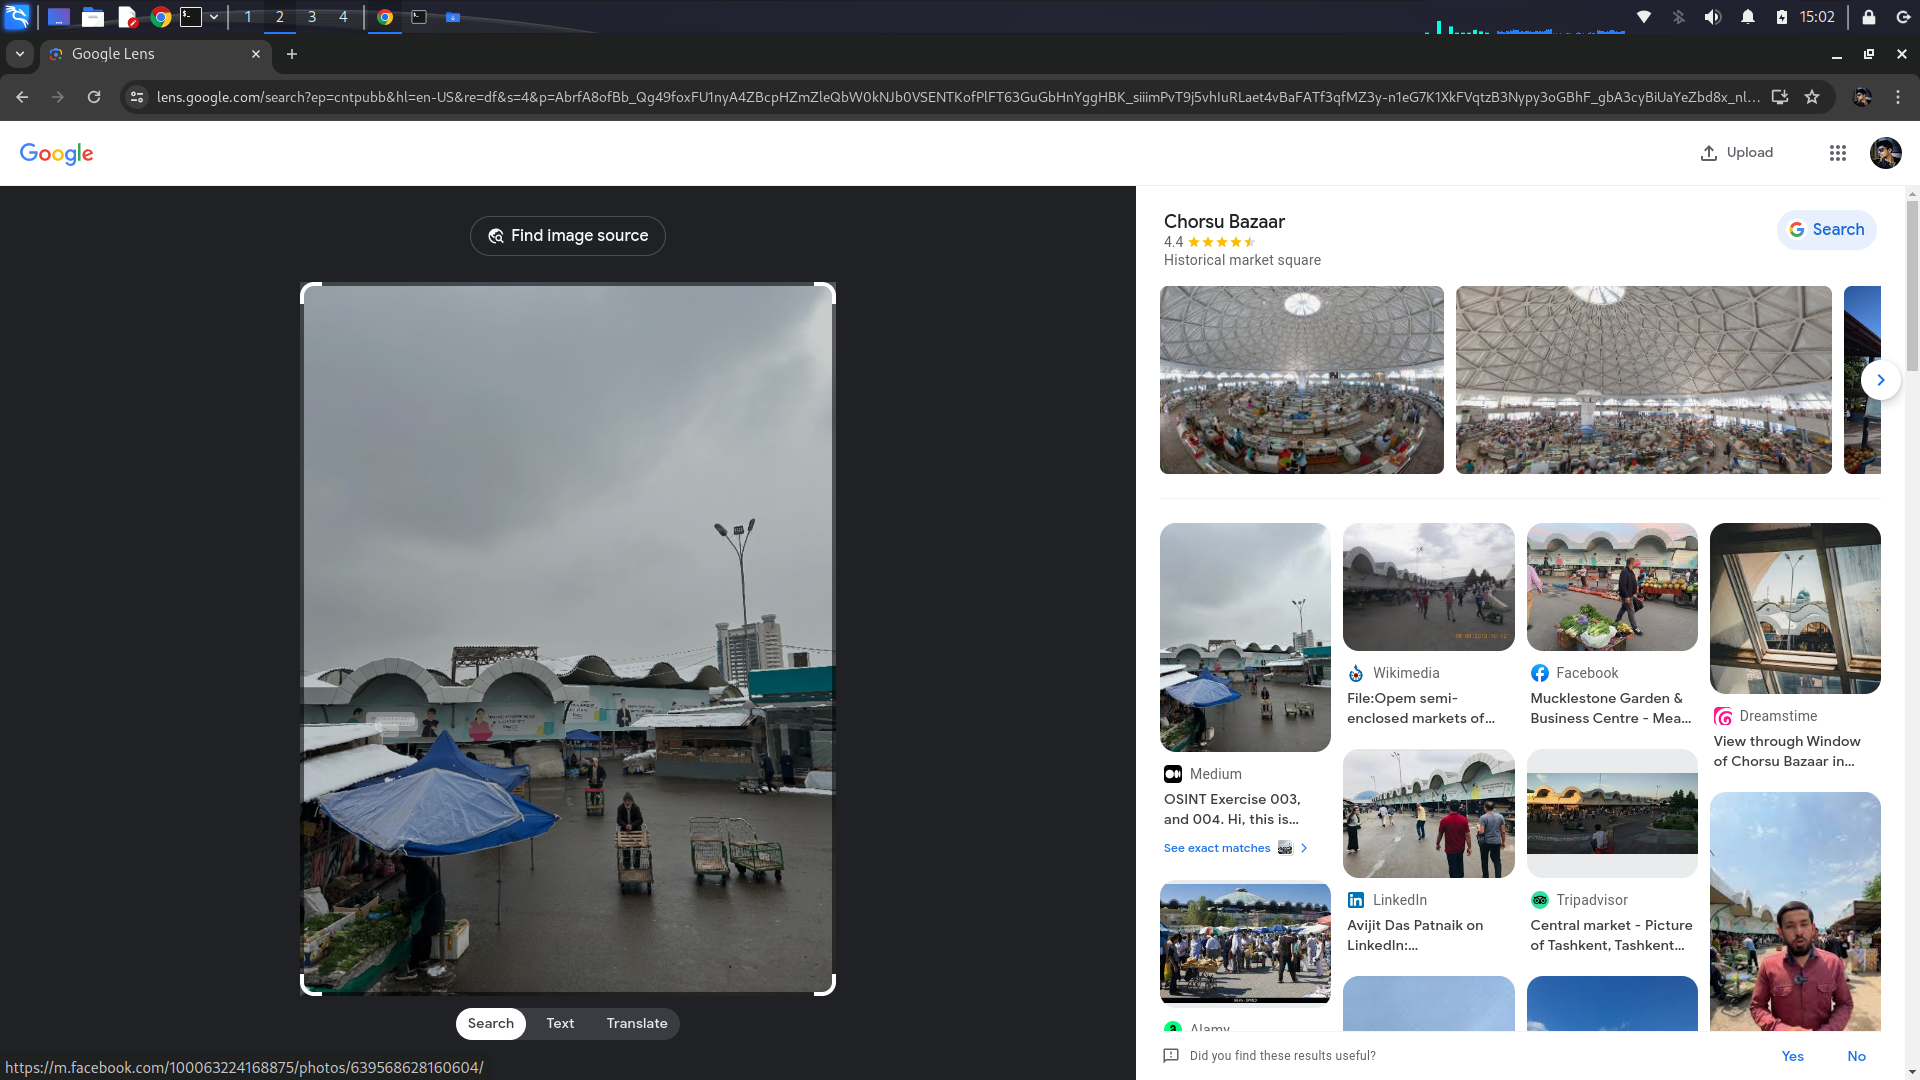 1
2
3
4
15:02
Google Lens
lens.google.com/search?ep=cntpubb&hl=en-US&re=df&s=4&p=AbrfA8ofBb_Qg49foxFU1nyA4ZBcpHZmZleQbW0kNJb0VSENTKofPlFT63GuGbHnYggHBK_siiimPvT9j5vhIuRLaet4vBaFATf3qfMZ3y-n1eG7K1XkFVqtzB3Nypy3oGBhF_gbA3cyBiUaYeZbd8x_nl...
Google
Upload
Find image source
Chorsu Bazaar
4.4
Historical market square
Search
Medium
OSINT Exercise 003,
and 004. Hi, this is...
See exact matches
Alamy
Wikimedia
File:Opem semi-
enclosed markets of...
LinkedIn
Avijit Das Patnaik on
LinkedIn:...
Facebook
Mucklestone Garden &
Business Centre - Mea...
Tripadvisor
Central market - Picture
of Tashkent, Tashkent...
Dreamstime
View through Window
of Chorsu Bazaar in...
Search
Text
Translate
Did you find these results useful?
Yes
No
https://m.facebook.com/100063224168875/photos/639568628160604/